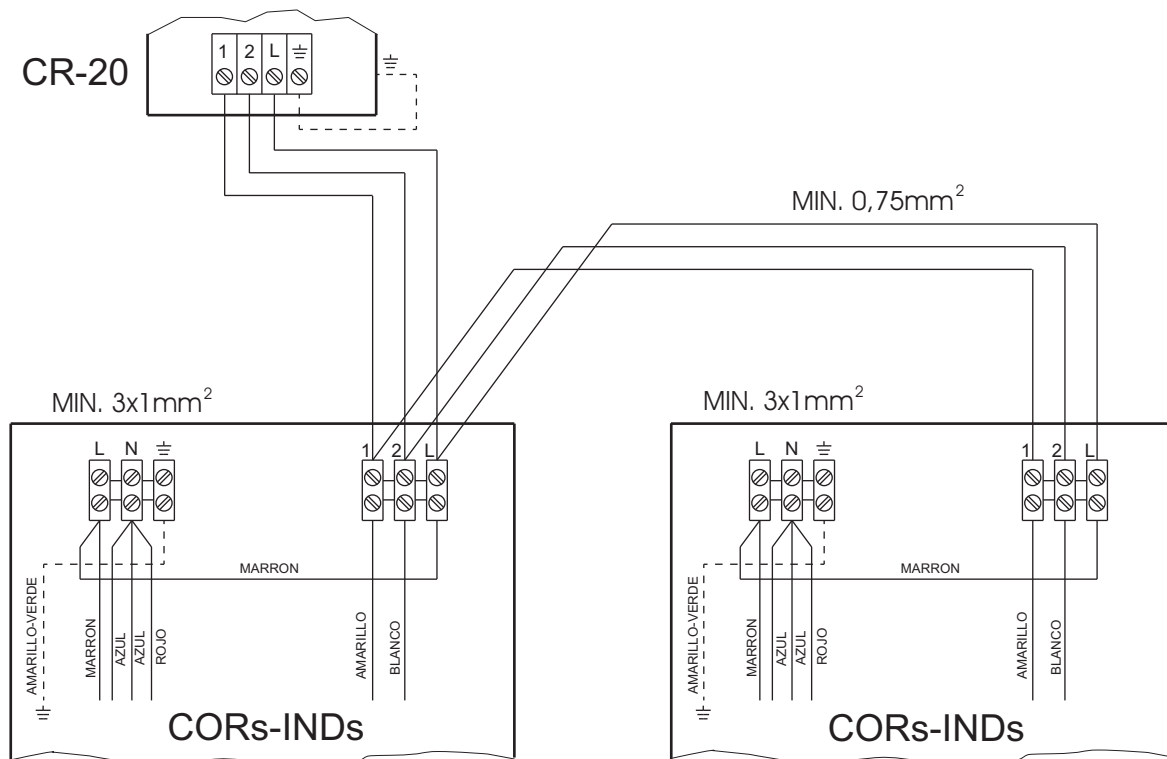 1 2 L
CR-20
MIN. 0,75mm²
MIN. 3x1mm²
MIN. 3x1mm²
L N
1 2 L
L N
1 2 L
MARRON
MARRON
AMARILLO-VERDE
MARRON
AZUL
AZUL
ROJO
AMARILLO
BLANCO
AMARILLO-VERDE
MARRON
AZUL
AZUL
ROJO
AMARILLO
BLANCO
CORs-INDs
CORs-INDs